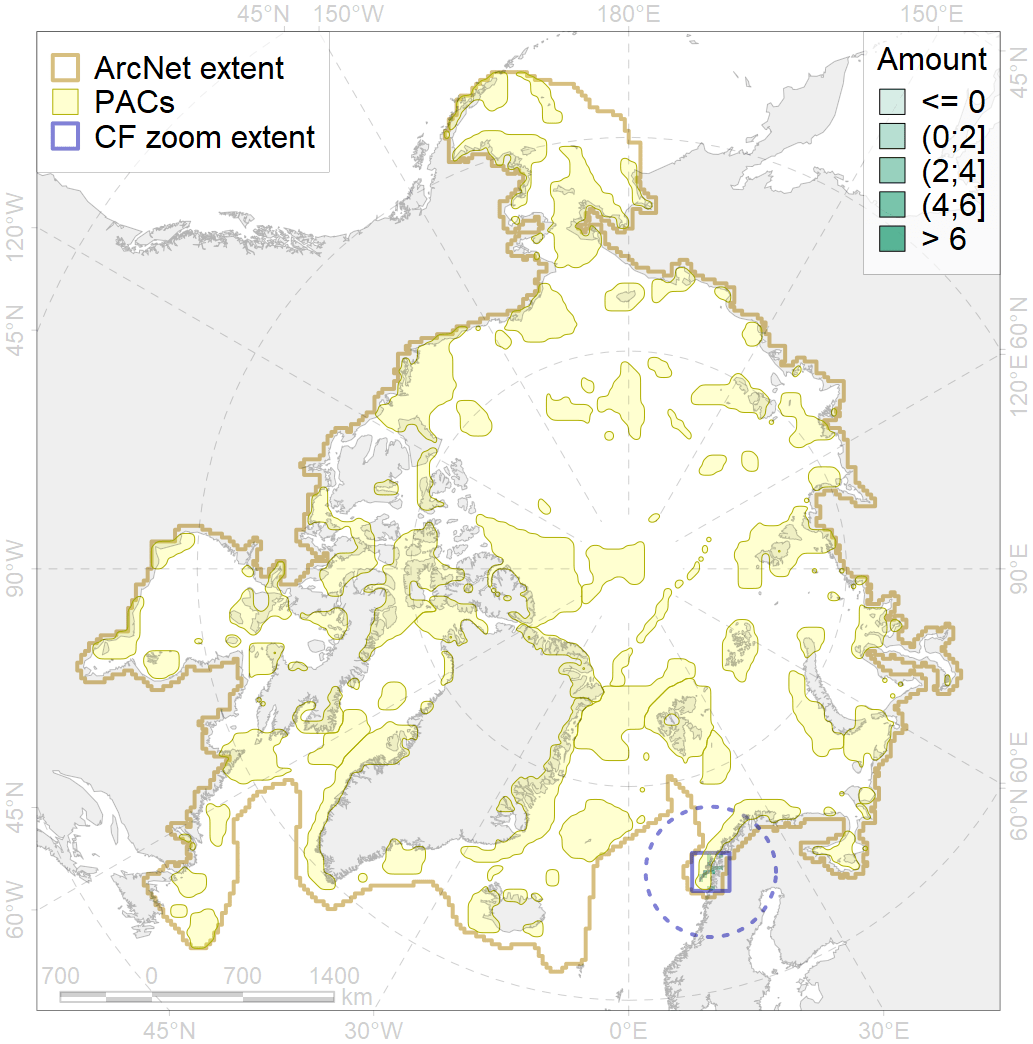 45°N 150°W 180°E 150°E
ArcNet extent
PACs
CF zoom extent
Amount
<= 0
(0;2]
(2;4]
(4;6]
> 6
45°N
120°W
45°N
60°N
120°E
90°W
90°E
45°N
60°E
60°N
60°W
700 0 700 1400
km
45°N 30°W 0°E 30°E